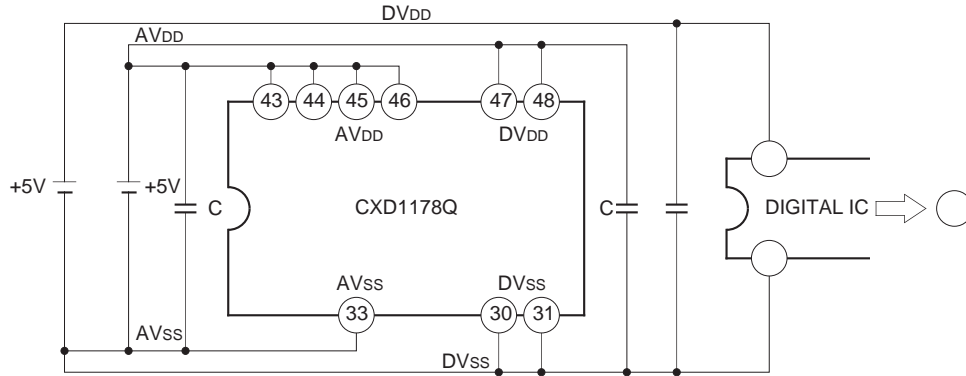 DVDD
AVDD
43 44 45 46 47 48
AVDD DVDD
+5V +5V C CXD1178Q C DIGITAL IC
AVSS DVSS
33 30 31
AVSS
DVSS